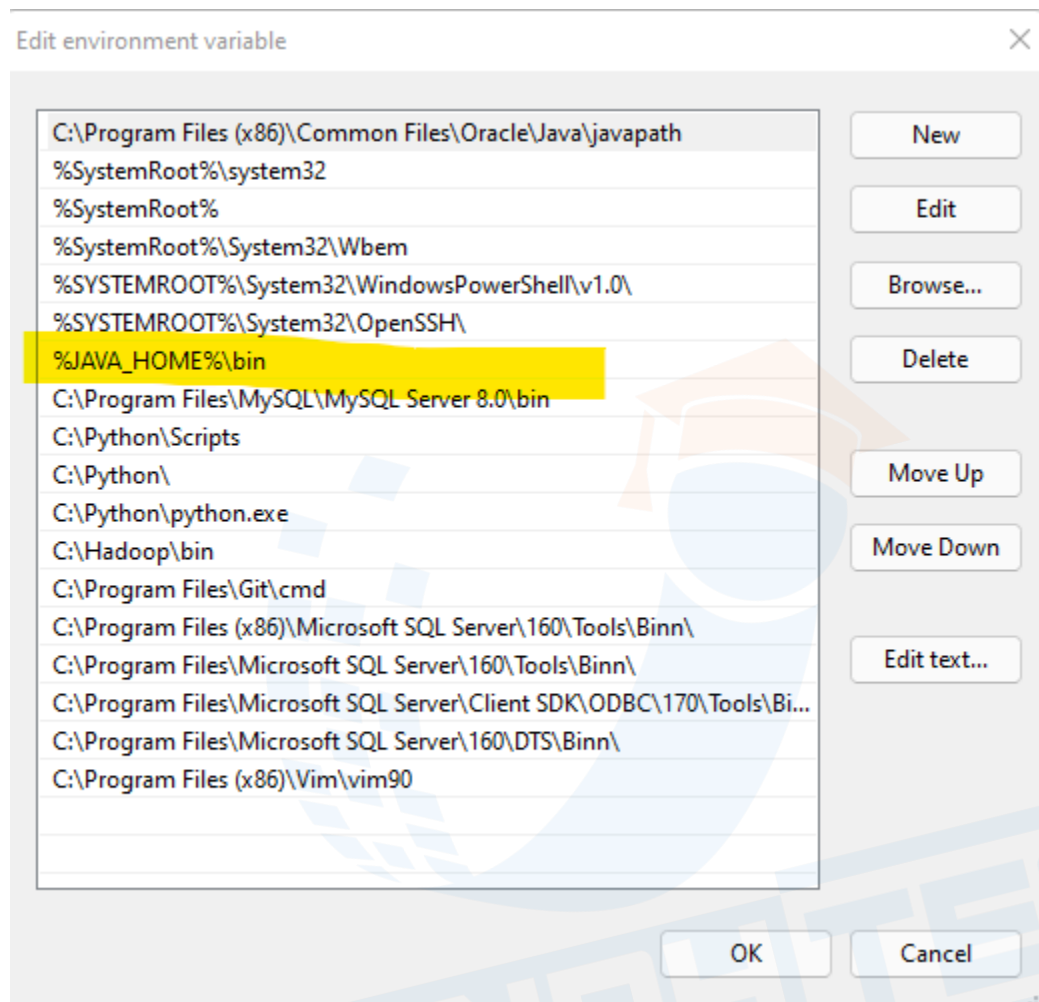 Edit environment variable
C:\Program Files (x86)\Common Files\Oracle\Java\javapath
%SystemRoot%\system32
%SystemRoot%
%SystemRoot%\System32\Wbem
%SYSTEMROOT%\System32\WindowsPowerShell\v1.0\
%SYSTEMROOT%\System32\OpenSSH\
%JAVA_HOME%\bin
C:\Program Files\MySQL\MySQL Server 8.0\bin
C:\Python\Scripts
C:\Python\
C:\Python\python.exe
C:\Hadoop\bin
C:\Program Files\Git\cmd
C:\Program Files (x86)\Microsoft SQL Server\160\Tools\Binn\
C:\Program Files\Microsoft SQL Server\160\Tools\Binn\
C:\Program Files\Microsoft SQL Server\Client SDK\ODBC\170\Tools\Bi...
C:\Program Files\Microsoft SQL Server\160\DTS\Binn\
C:\Program Files (x86)\Vim\vim90
New
Edit
Browse...
Delete
Move Up
Move Down
Edit text...
OK
Cancel